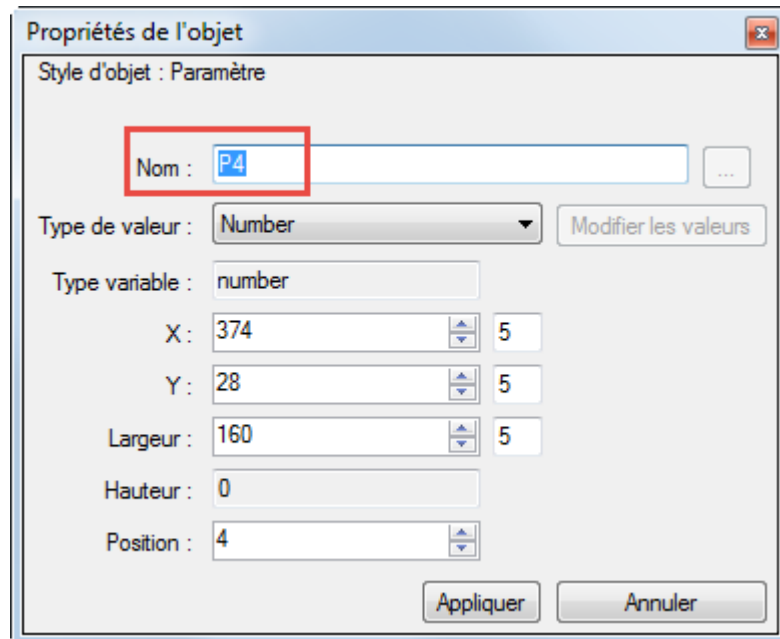 Propriétés de l'objet
Style d'objet : Paramètre
Nom : P4 ...
Type de valeur : Number Modifier les valeurs
Type variable : number
X : 374 5
Y : 28 5
Largeur : 160 5
Hauteur : 0
Position : 4
Appliquer Annuler